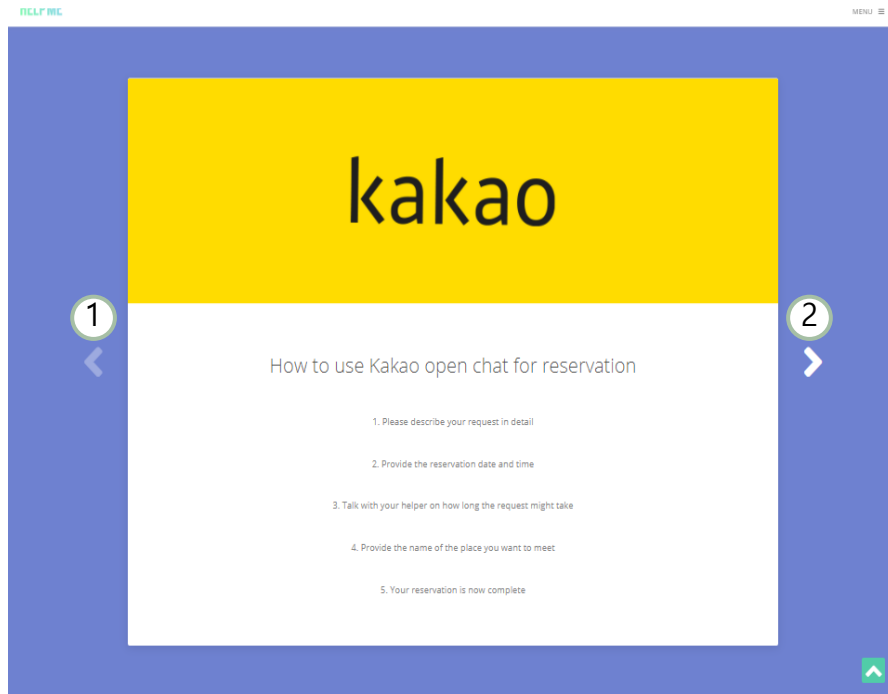 HELP ME
MENU
kakao
1
2
How to use Kakao open chat for reservation
1. Please describe your request in detail
2. Provide the reservation date and time
3. Talk with your helper on how long the request might take
4. Provide the name of the place you want to meet
5. Your reservation is now complete